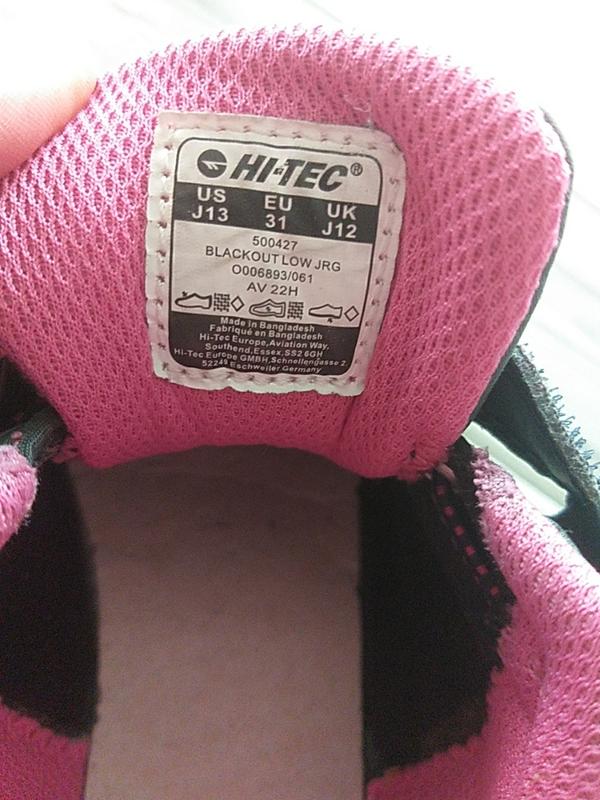 HI-TEC®
US EU UK
J13 31 J12
500427
BLACKOUT LOW JRG
O006893/061
AV 22H
Made in Bangladesh
Fabriqué en Bangladesh
Hi-Tec Europe, Aviation Way,
Southend, Essex, SS2 6GH
Hi-Tec Europe GMBH, Schnellengasse 2,
52249 Eschweiler Germany